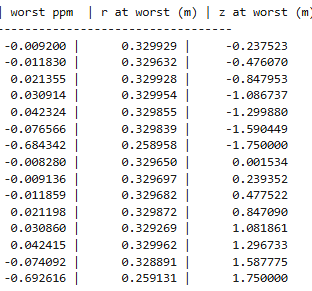 | worst ppm | r at worst (m) | z at worst (m)
---------------------------------
-0.009200 | 0.329929 | -0.237523
-0.011830 | 0.329632 | -0.476070
0.021355 | 0.329928 | -0.847953
0.030914 | 0.329954 | -1.086737
0.042324 | 0.329855 | -1.299880
-0.076566 | 0.329839 | -1.590449
-0.684342 | 0.258958 | -1.750000
-0.008280 | 0.329650 | 0.001534
-0.009136 | 0.329697 | 0.239352
-0.011859 | 0.329682 | 0.477522
0.021198 | 0.329872 | 0.847090
0.030860 | 0.329269 | 1.081861
0.042415 | 0.329962 | 1.296733
-0.074092 | 0.328891 | 1.587775
-0.692616 | 0.259131 | 1.750000